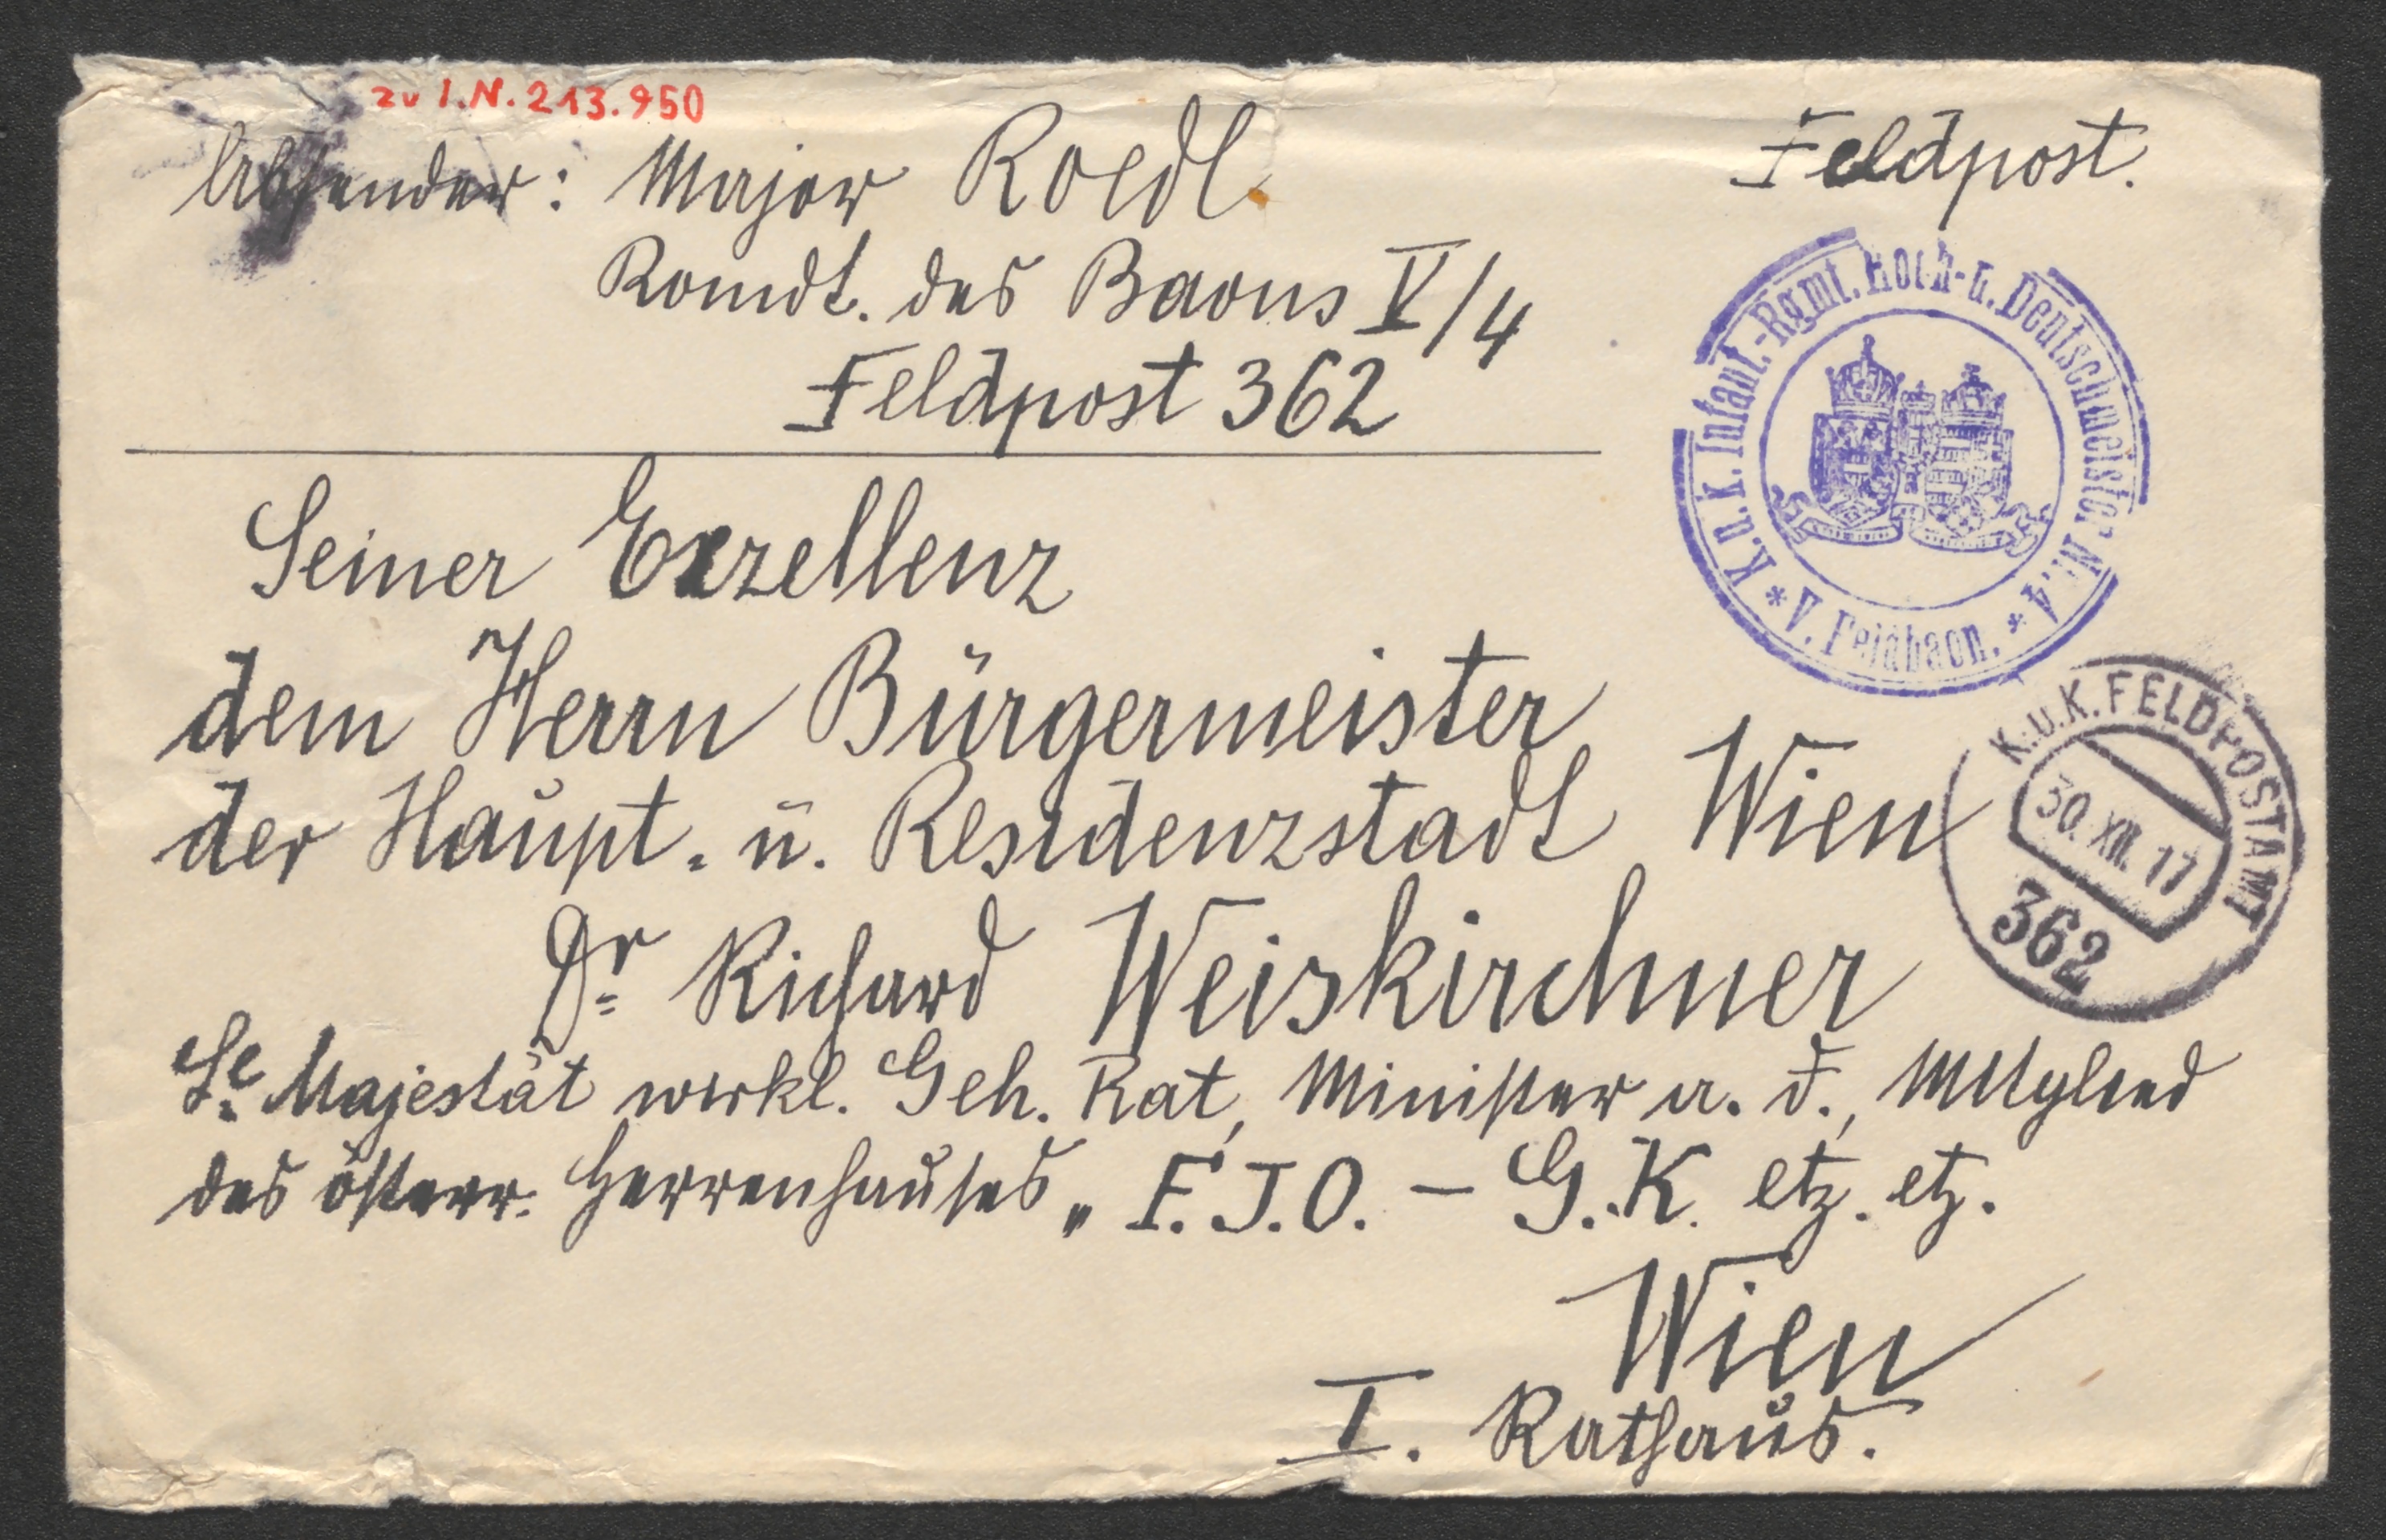 zu I.N. 213.950
Absender: Major Roedl
Komdt. des Baons V/4
Feldpost 362
Feldpost.
K.u.K. Infant.-Rgmt. Hoch- u. Deutschmeister Nr. 4
* V. Feldbaon. *
Seiner Exzellenz
dem Herrn Bürgermeister
der Haupt- u. Residenzstadt Wien
K.U.K. FELDPOSTAMT
30. XII. 17
362
Dr Richard Weiskirchner
Se. Majestät wirkl. Geh. Rat, Minister a. D., Mitglied
des österr. Herrenhauses, F.J.O. – G.K. etz. etz.
Wien
I. Rathaus.